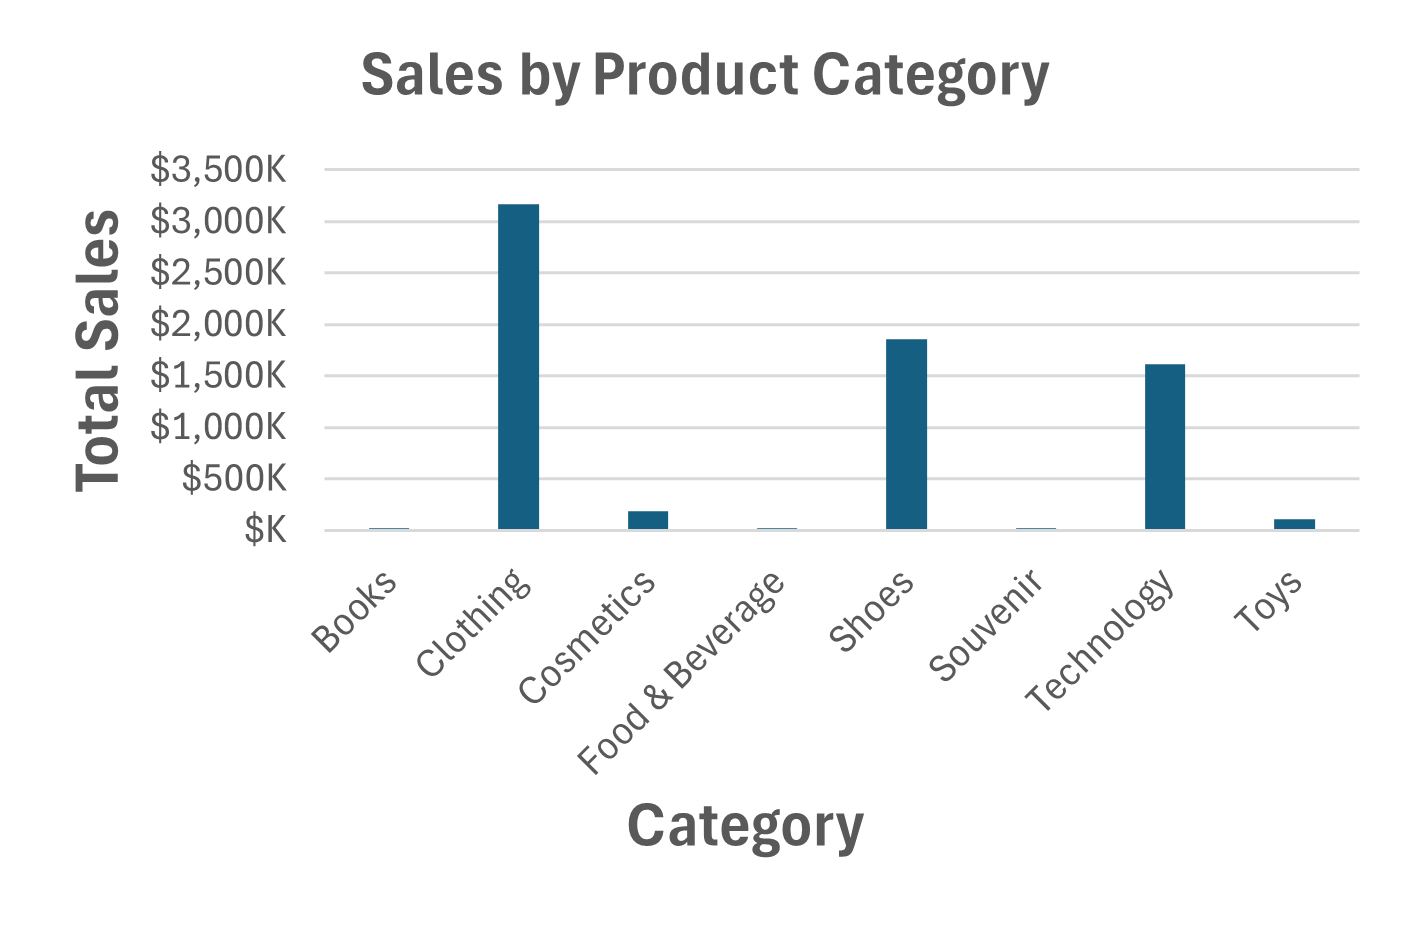 Sales by Product Category
Total Sales
$3,500K
$3,000K
$2,500K
$2,000K
$1,500K
$1,000K
$500K
$K
Books
Clothing
Cosmetics
Food & Beverage
Shoes
Souvenir
Technology
Toys
Category